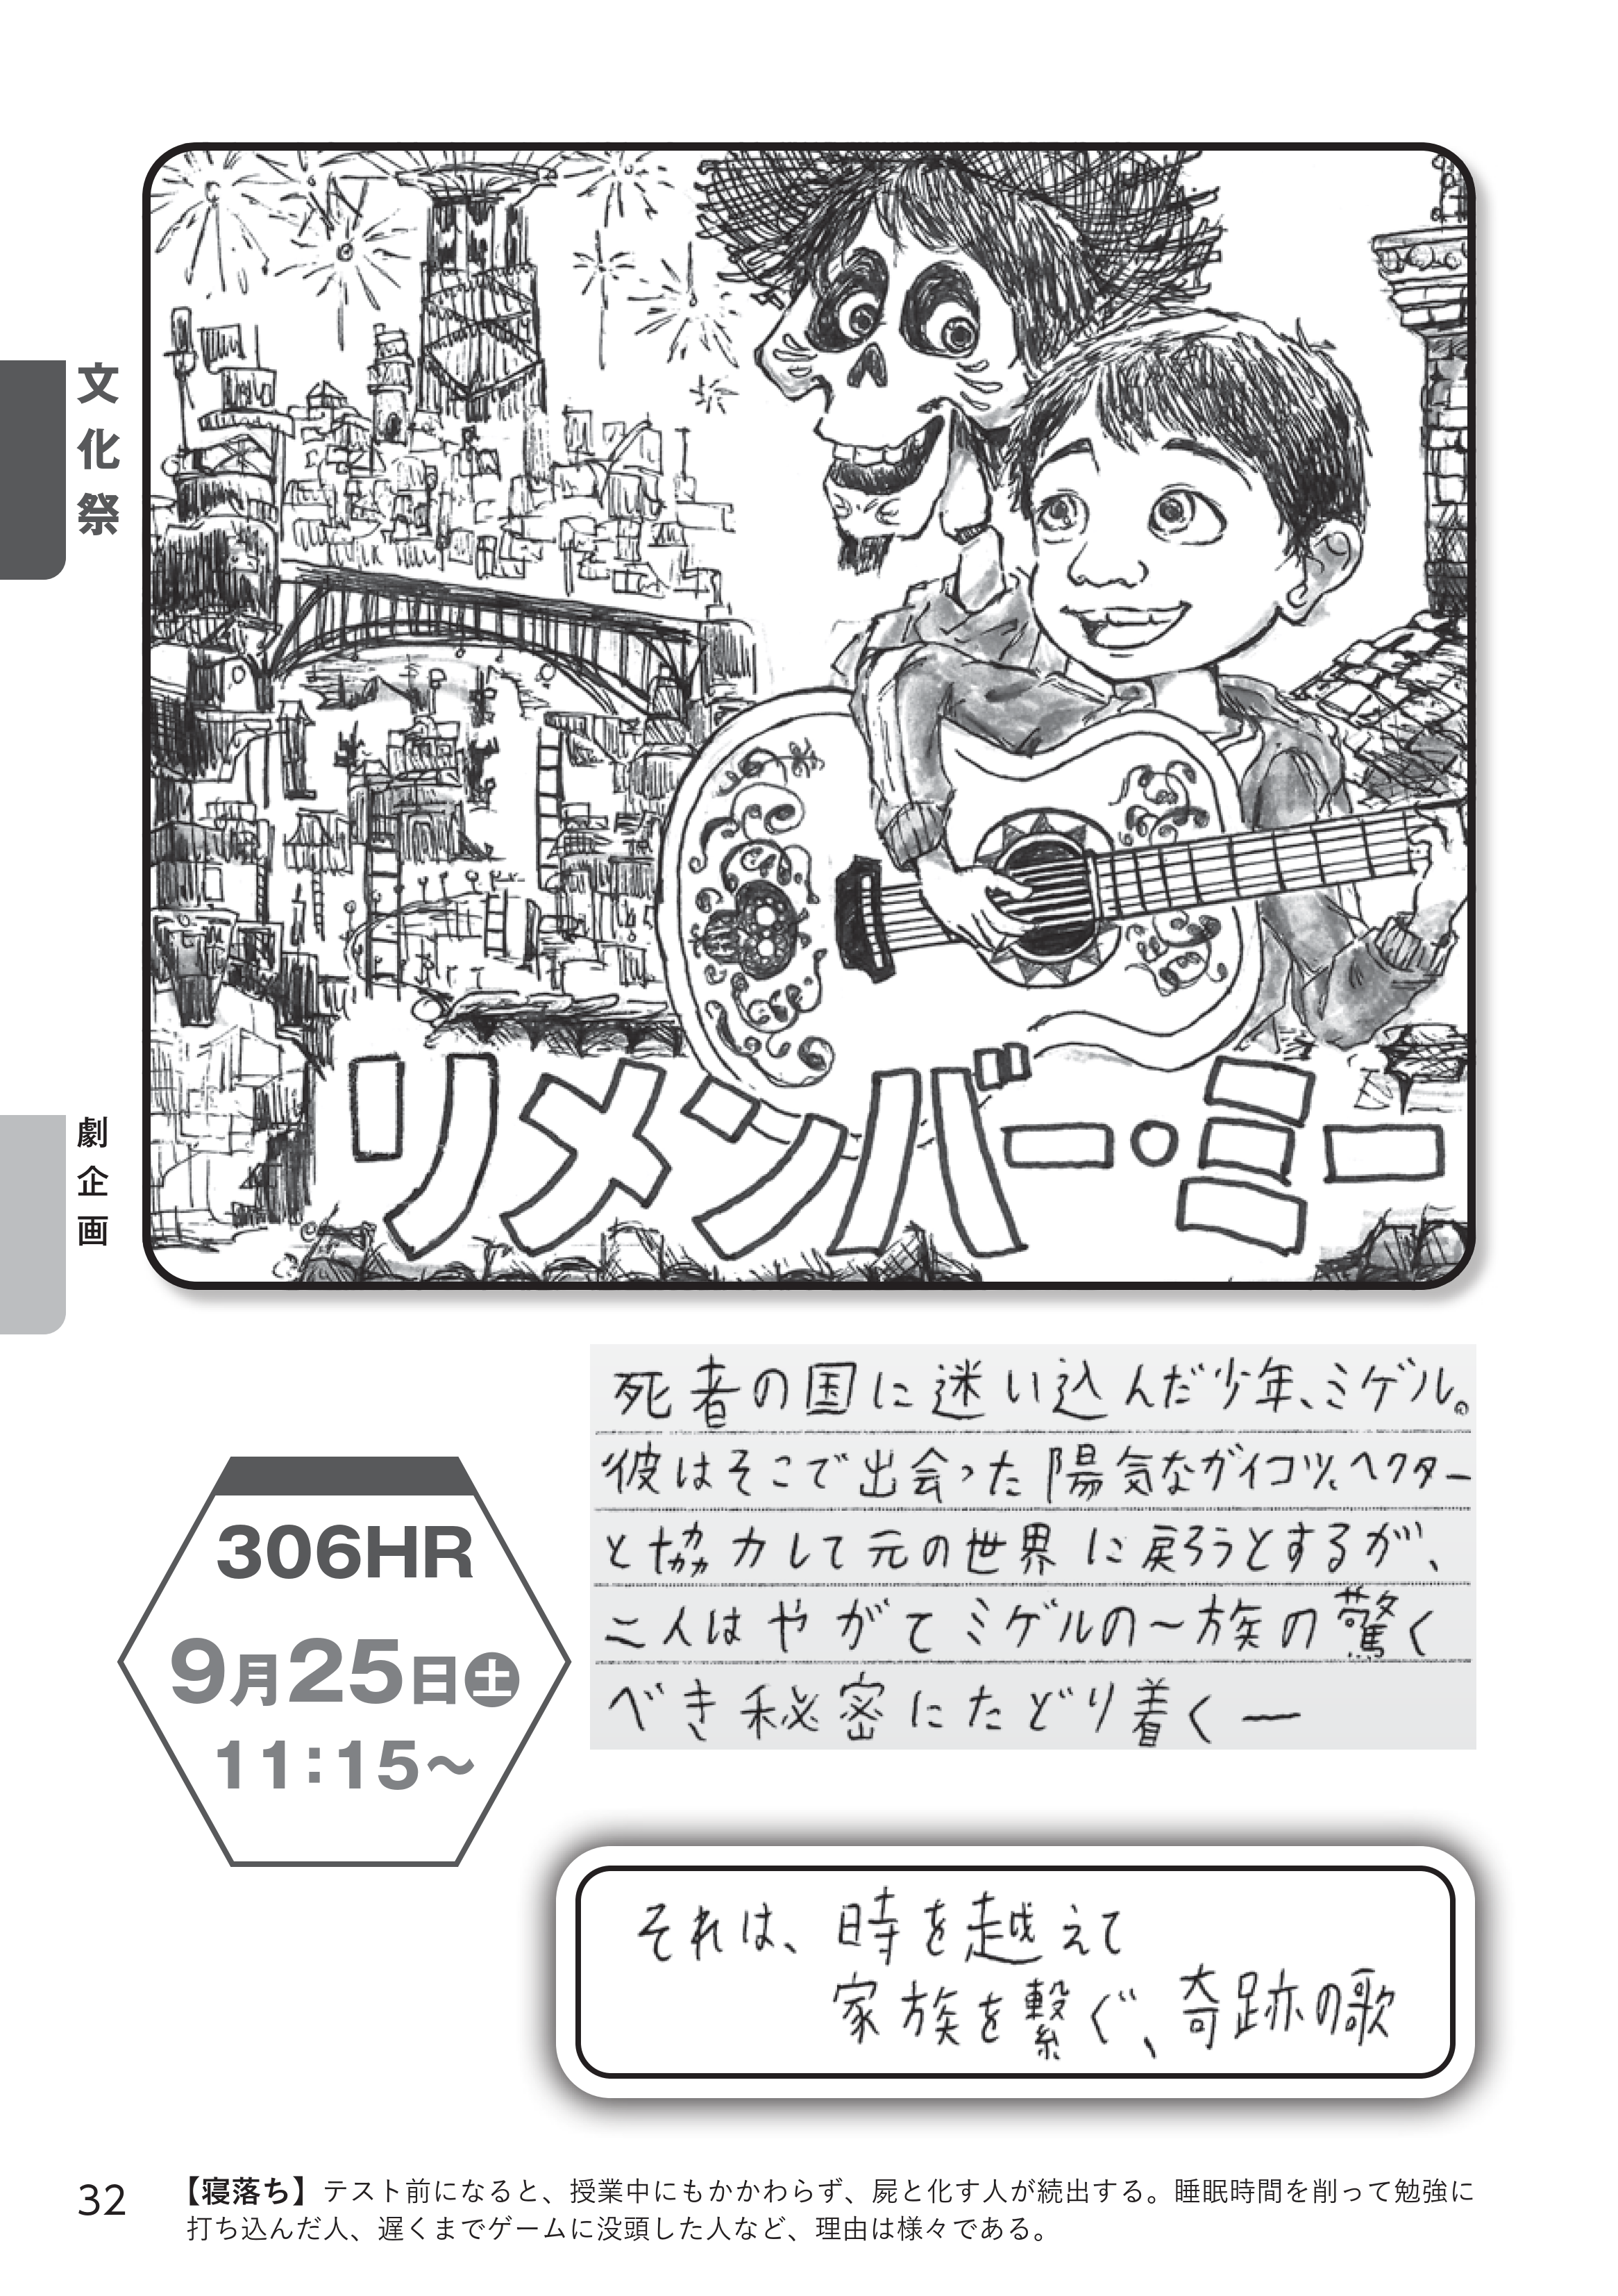 文化祭
劇企画
リメンバー・ミー
306HR
9月25日㊏
11:15～
死者の国に迷い込んだ少年、ミゲル。
彼はそこで出会った陽気なガイコツ、ヘクター
と協力して元の世界に戻ろうとするが、
二人はやがてミゲルの一族の驚く
べき秘密にたどり着くー
それは、時を越えて
家族を繋ぐ、奇跡の歌
32
【寝落ち】テスト前になると、授業中にもかかわらず、屍と化す人が続出する。睡眠時間を削って勉強に
打ち込んだ人、遅くまでゲームに没頭した人など、理由は様々である。